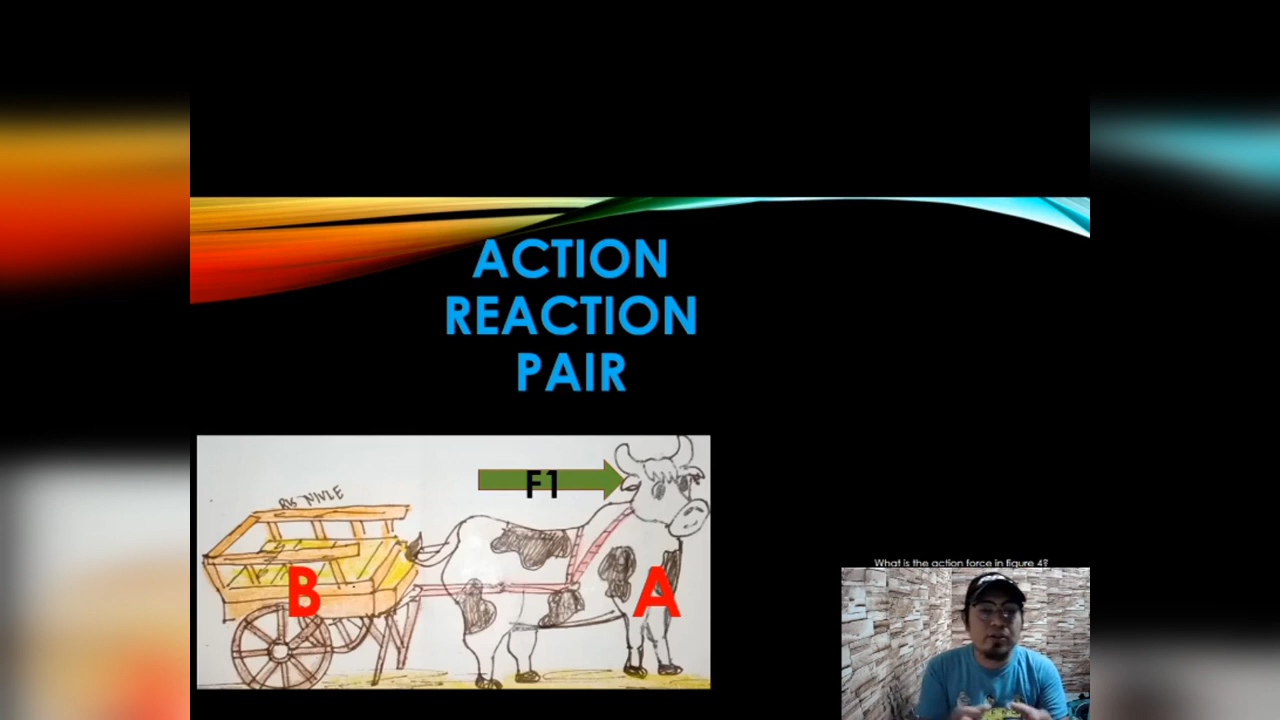 ACTION
REACTION
PAIR
F1
B
A
What is the action force in figure 4?